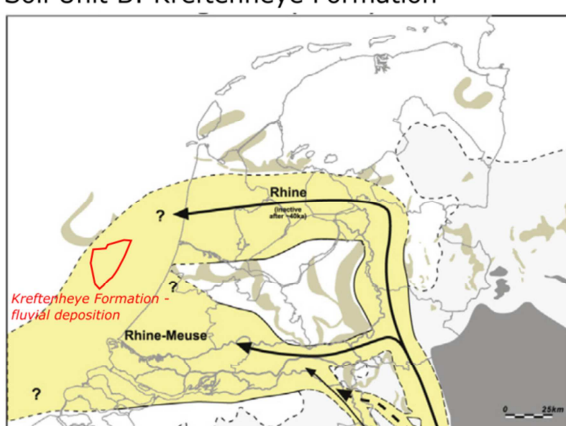 Soil Unit B: Kreftenheye Formation
Rhine
(inactive
after ~40ka)
?
?
Kreftenheye Formation -
fluvial deposition
Rhine-Meuse
?
0 25km